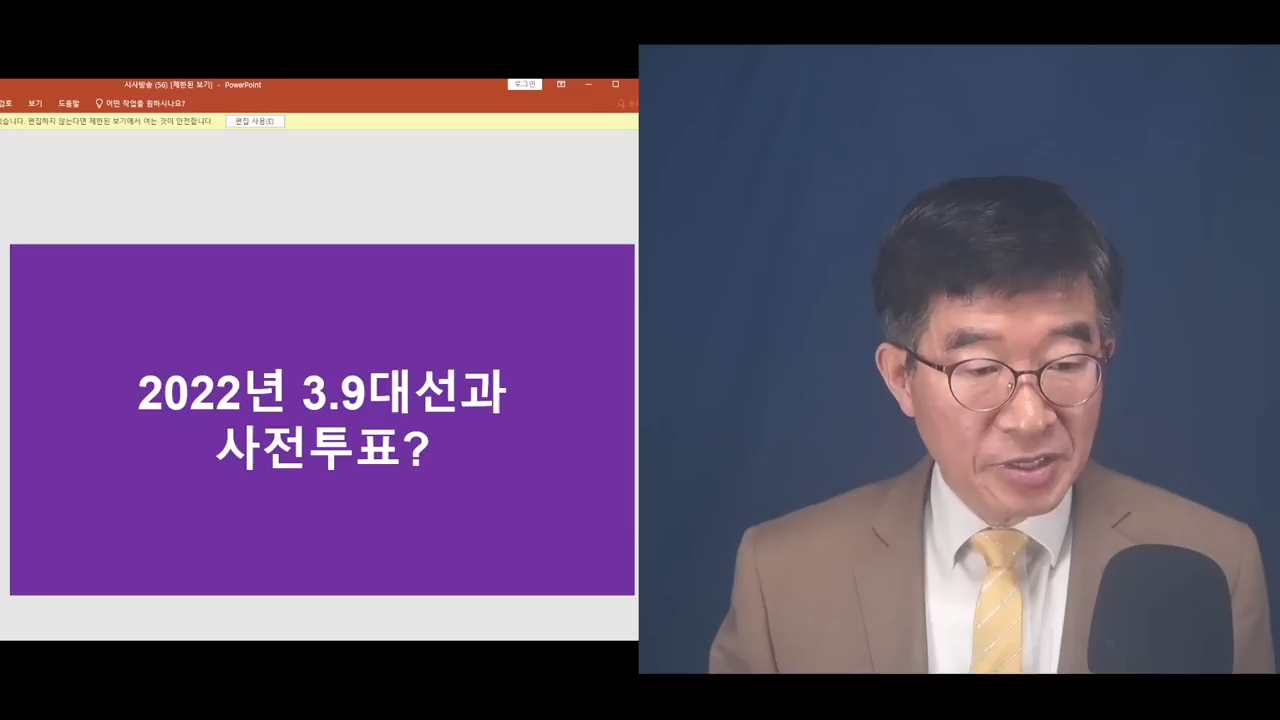 시사방송 (56) [제한된 보기] - PowerPoint
로그인
검토 보기 도움말 어떤 작업을 원하시나요?
있습니다. 편집하지 않는다면 제한된 보기에서 여는 것이 안전합니다. 편집 사용(E)
2022년 3.9대선과
사전투표?